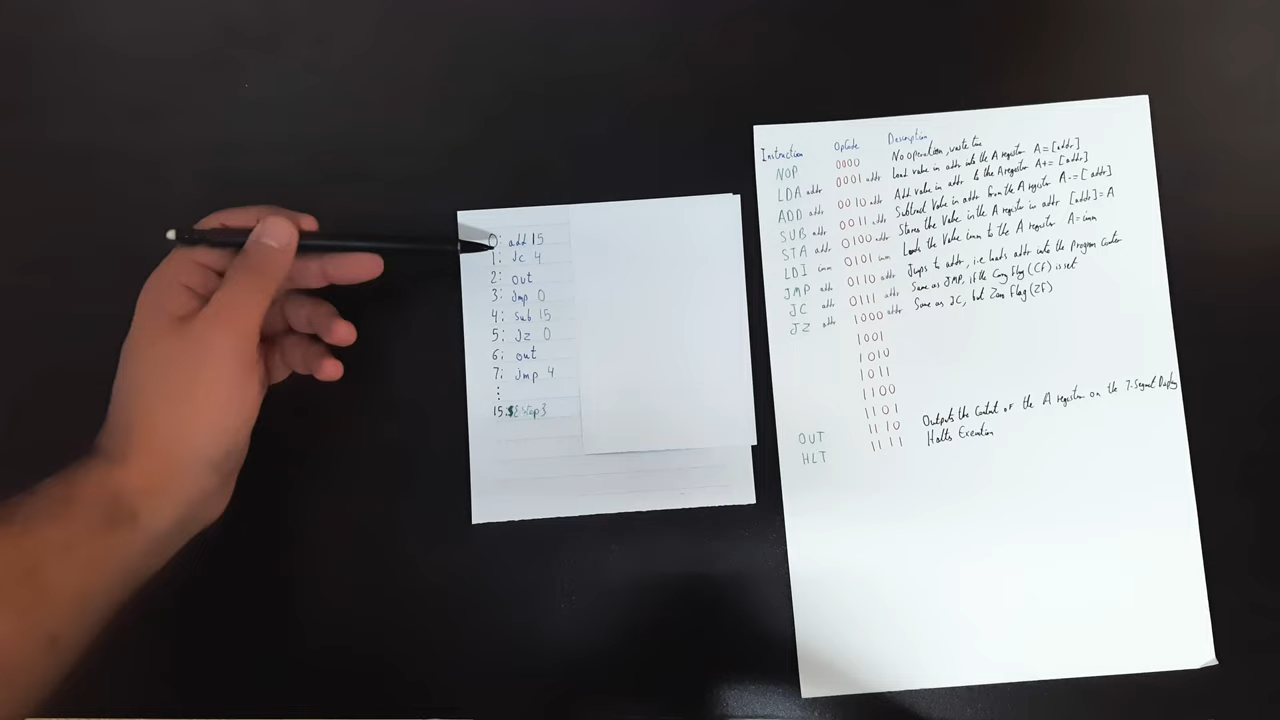 0: add 15
1: Jc 4
2: out
3: Jmp 0
4: sub 15
5: Jz 0
6: out
7: Jmp 4
⋮
15: Step
Instruction OpCode Description
NOP 0000 No operation, waste time
LDA addr 0001 addr Load value in addr into the A register A=[addr]
ADD addr 0010 addr Add value in addr to the A register A+=[addr]
SUB addr 0011 addr Subtract Value in addr from the A register A-=[addr]
STA addr 0100 addr Stores the Value in the A register in addr [addr]=A
LDI imm 0101 imm Loads the Value imm to the A register A=imm
JMP addr 0110 addr Jumps to addr, i.e loads addr into the Program Counter
JC addr 0111 addr Same as JMP, if the Carry Flag (CF) is set
JZ addr 1000 addr Same as JC, but Zero Flag (ZF)
1001
1010
1011
1100
1101
OUT 1110 Outputs the Content of the A register on the 7-Segment Display
HLT 1111 Halts Execution